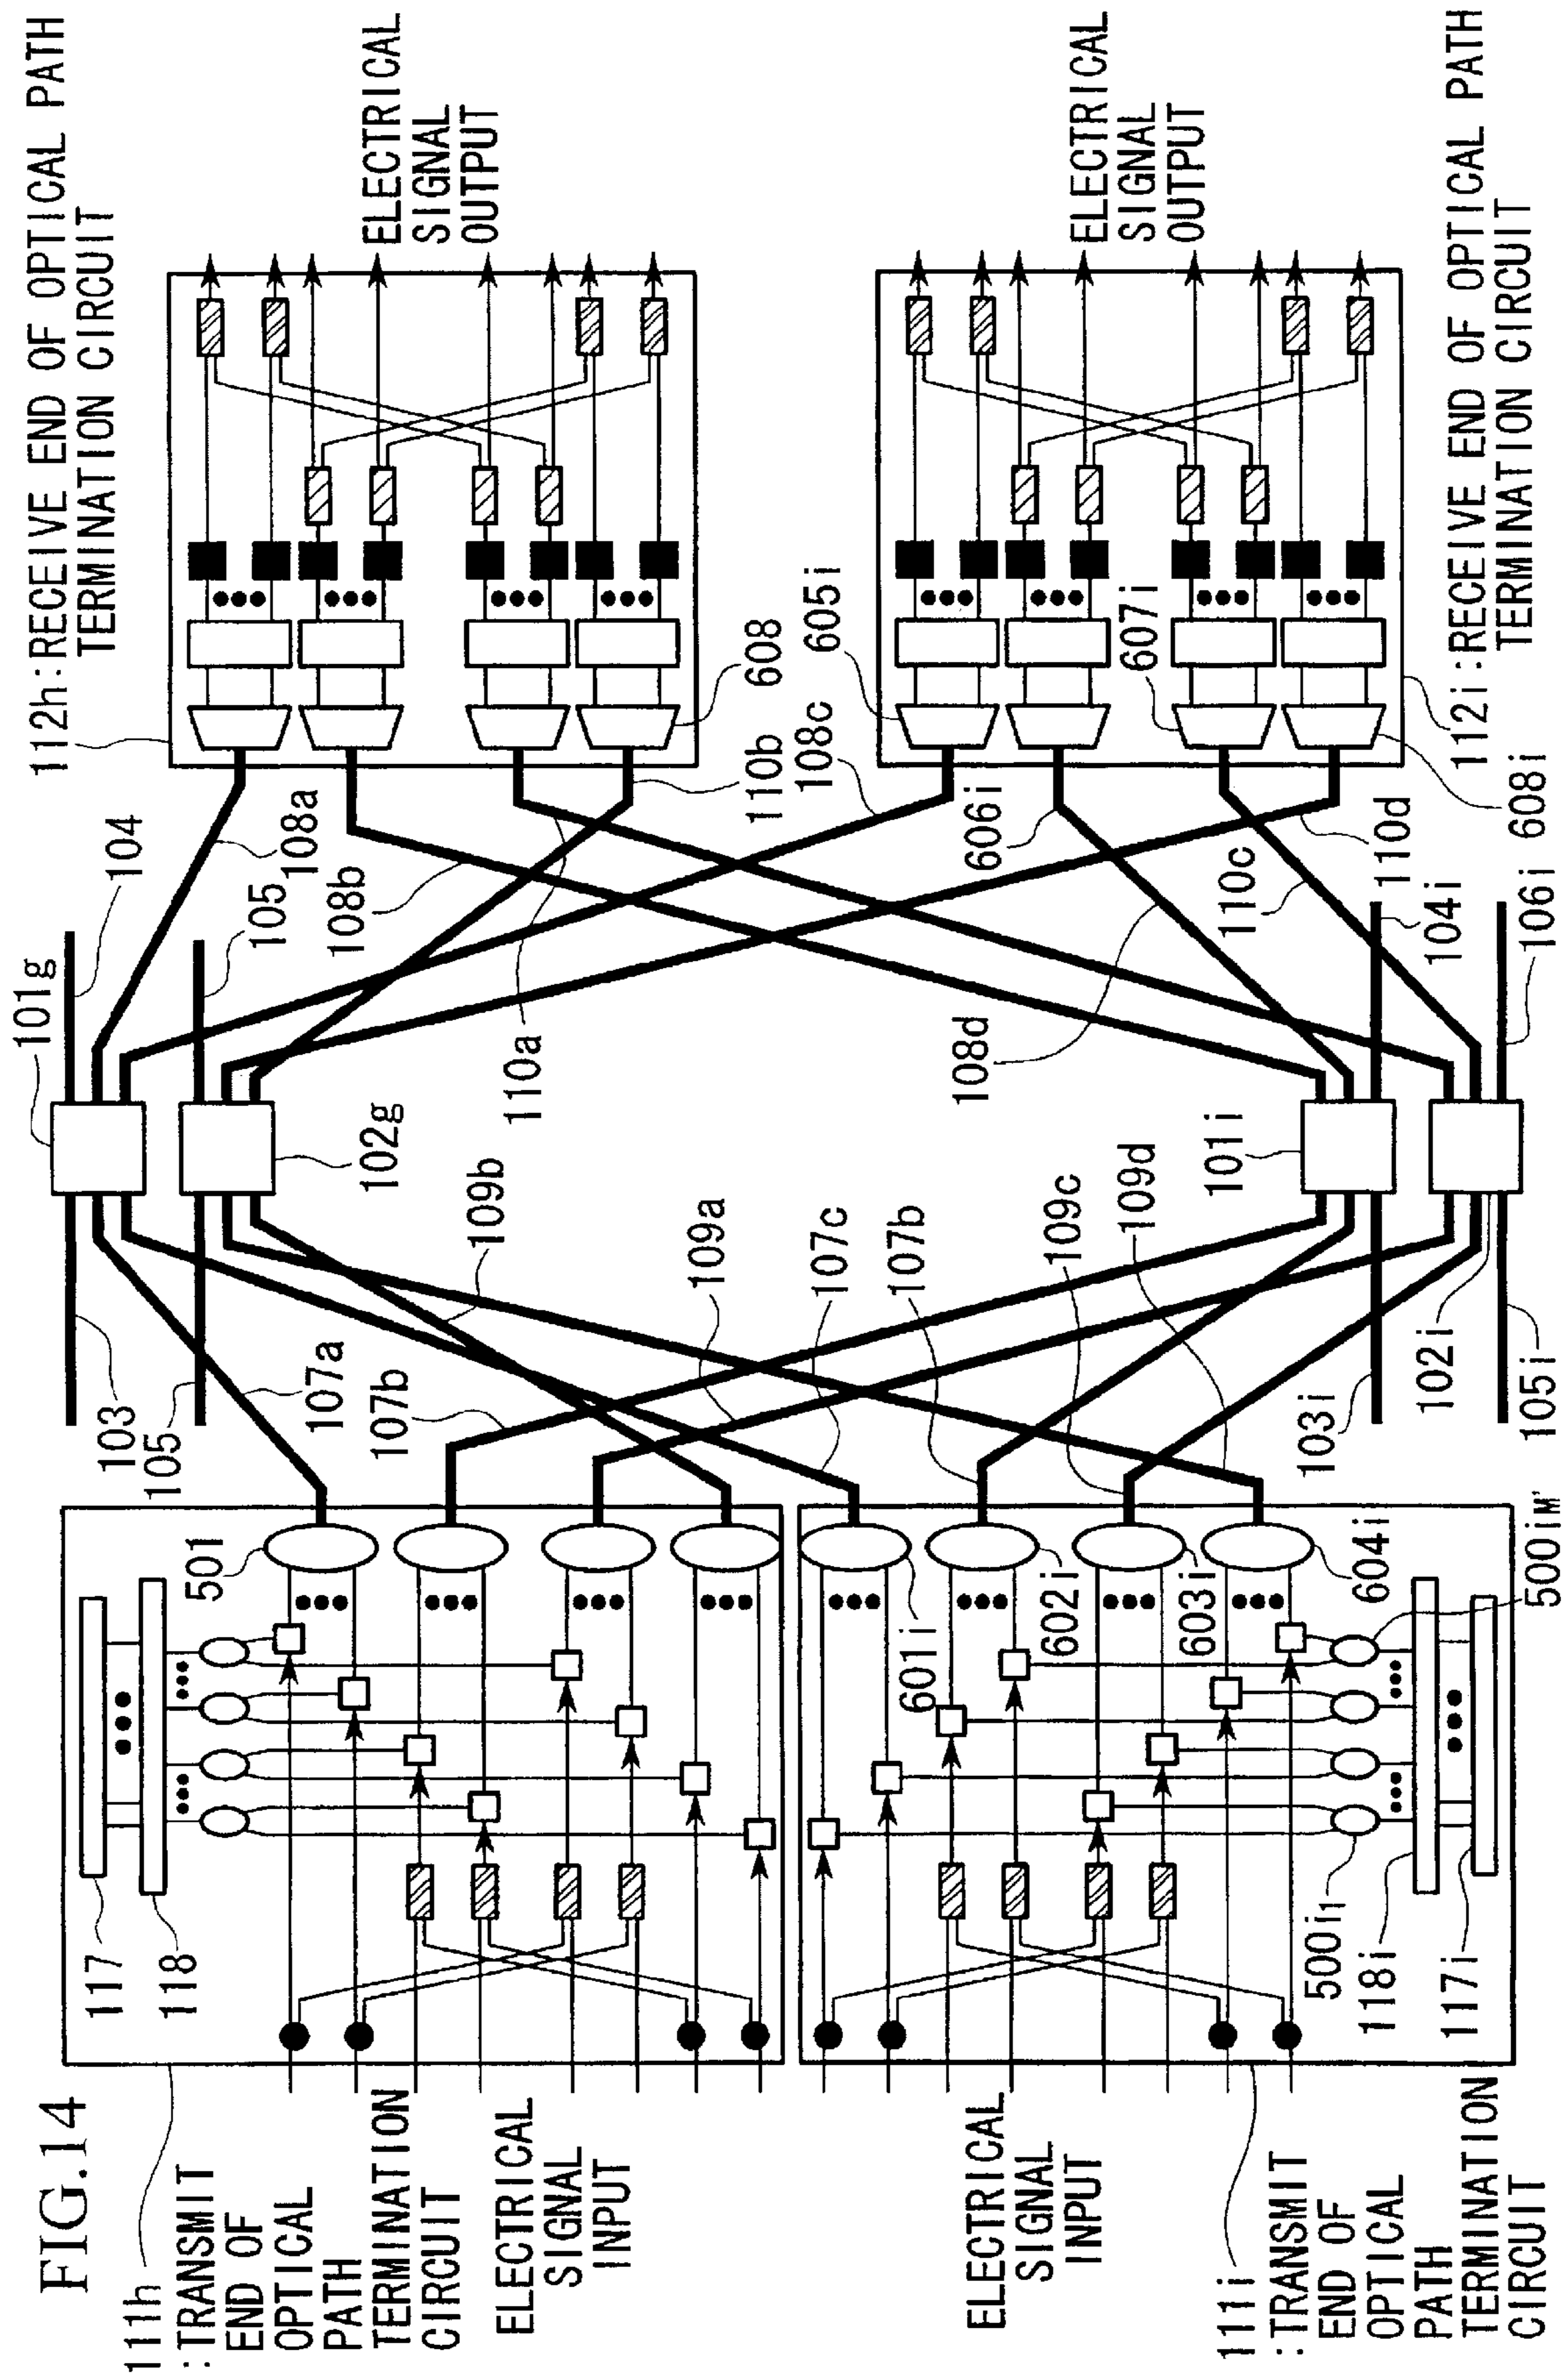 FIG.14
111h
:TRANSMIT
END OF
OPTICAL
PATH
TERMINATION
CIRCUIT
ELECTRICAL
SIGNAL
INPUT
ELECTRICAL
SIGNAL
INPUT
111i
:TRANSMIT
END OF
OPTICAL
PATH
TERMINATION
CIRCUIT
117
118
501
601i
602i
603i
604i
500i1
118i
117i
500iM'
103
105
107a
107b
109b
109a
107c
107b
109c
109d
103i
102i
105i
101g
102g
101i
104
105
108a
108b
110a
108d
110b
108c
606i
110c
110d
104i
106i
112h:RECEIVE END OF OPTICAL PATH
TERMINATION CIRCUIT
608
605i
607i
608i
112i:RECEIVE END OF OPTICAL PATH
TERMINATION CIRCUIT
ELECTRICAL
SIGNAL
OUTPUT
ELECTRICAL
SIGNAL
OUTPUT